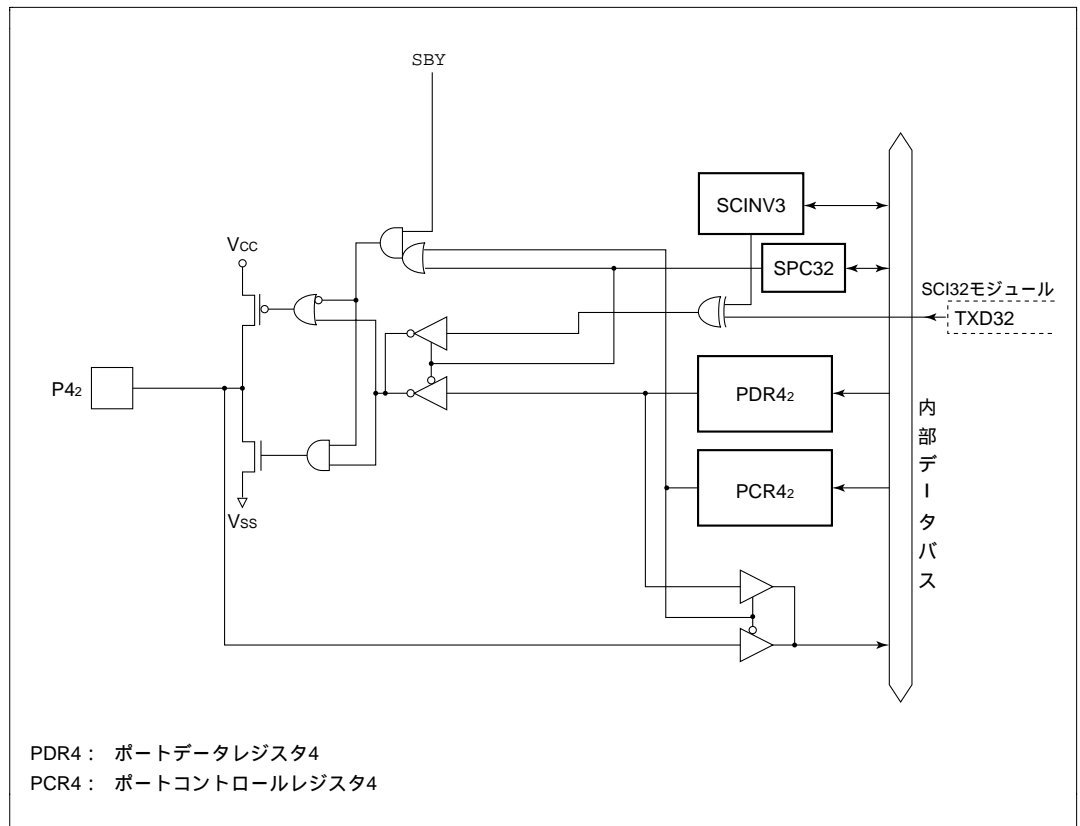 SBY
SCINV3
VCC
SPC32
SCI32モジュール
TXD32
P42
PDR42
PCR42
VSS
内部データバス
PDR4： ポートデータレジスタ4
PCR4： ポートコントロールレジスタ4